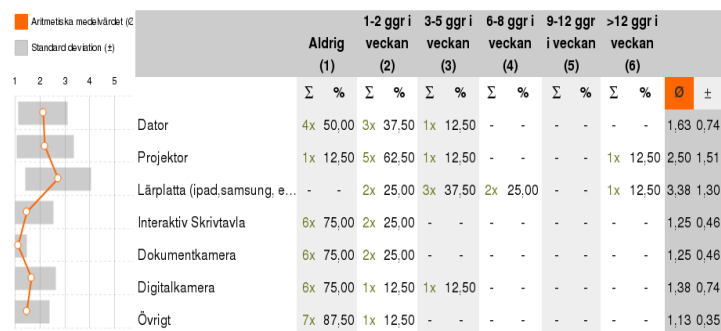 Aritmetiska medelvärdet (Ø
Standard deviation (±)
1 2 3 4 5
Aldrig (1) 1-2 ggr i veckan (2) 3-5 ggr i veckan (3) 6-8 ggr i veckan (4) 9-12 ggr i veckan (5) >12 ggr i veckan (6)
Σ % Σ % Σ % Σ % Σ % Σ % Ø ±
Dator 4x 50,00 3x 37,50 1x 12,50 - - - - - - 1,63 0,74
Projektor 1x 12,50 5x 62,50 1x 12,50 - - - - 1x 12,50 2,50 1,51
Lärplatta (ipad,samsung, e... - - 2x 25,00 3x 37,50 2x 25,00 - - 1x 12,50 3,38 1,30
Interaktiv Skrivtavla 6x 75,00 2x 25,00 - - - - - - - - 1,25 0,46
Dokumentkamera 6x 75,00 2x 25,00 - - - - - - - - 1,25 0,46
Digitalkamera 6x 75,00 1x 12,50 1x 12,50 - - - - - - 1,38 0,74
Övrigt 7x 87,50 1x 12,50 - - - - - - - - 1,13 0,35